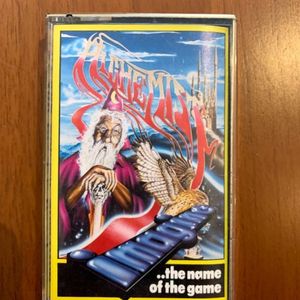 Alchemist
IMAGINE
..the name
of the game